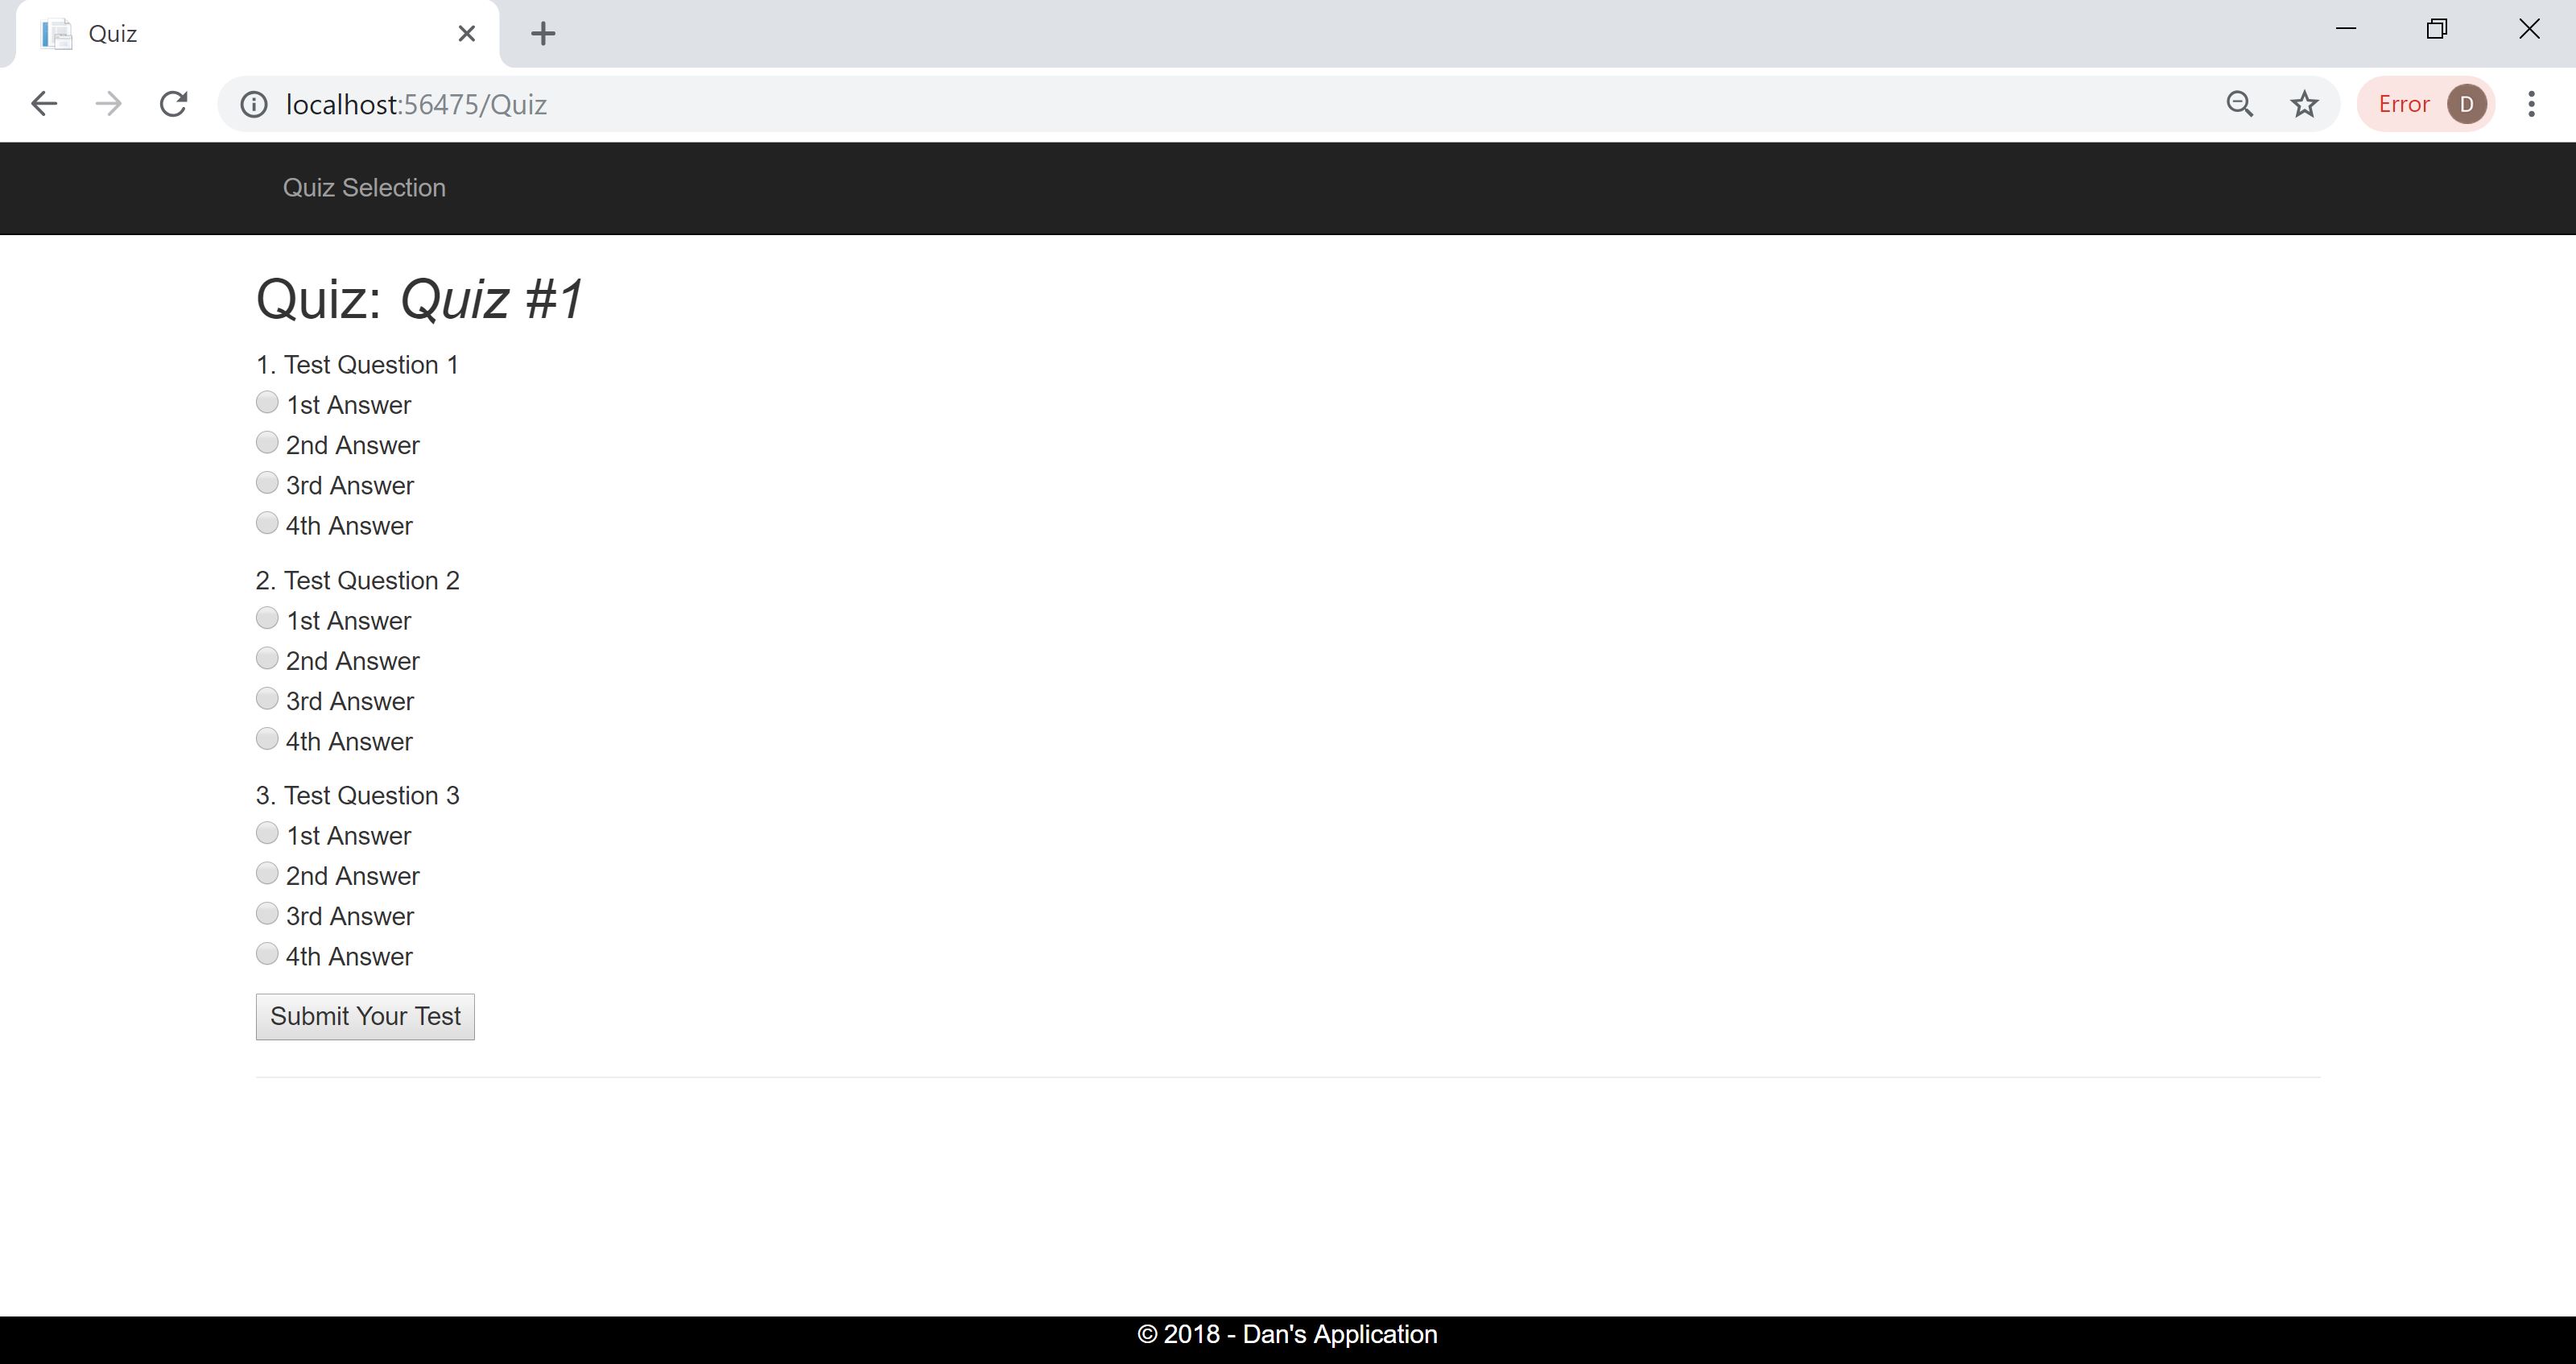 Quiz
localhost:56475/Quiz
Error D
Quiz Selection
Quiz: Quiz #1
1. Test Question 1
1st Answer
2nd Answer
3rd Answer
4th Answer
2. Test Question 2
1st Answer
2nd Answer
3rd Answer
4th Answer
3. Test Question 3
1st Answer
2nd Answer
3rd Answer
4th Answer
Submit Your Test
© 2018 - Dan's Application